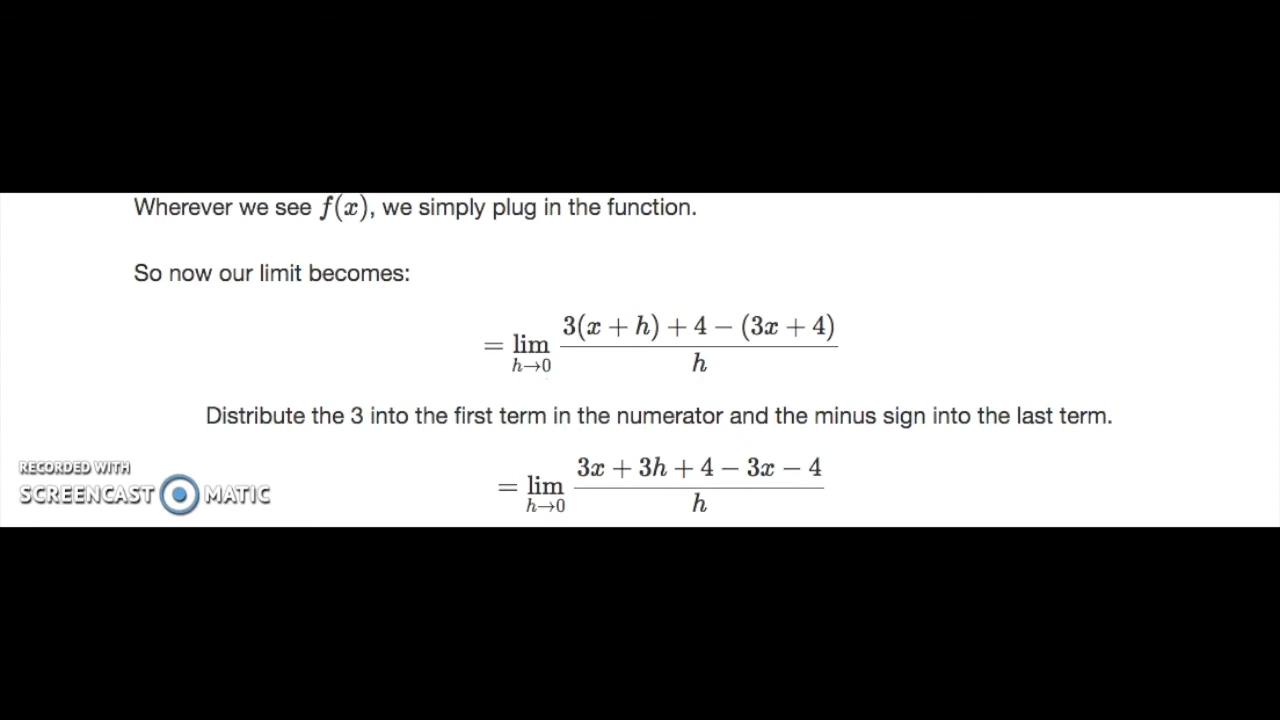 Wherever we see f(x), we simply plug in the function.
So now our limit becomes:
= lim_{h→0} \frac{3(x + h) + 4 − (3x + 4)}{h}
Distribute the 3 into the first term in the numerator and the minus sign into the last term.
= lim_{h→0} \frac{3x + 3h + 4 − 3x − 4}{h}
RECORDED WITH
SCREENCAST MATIC